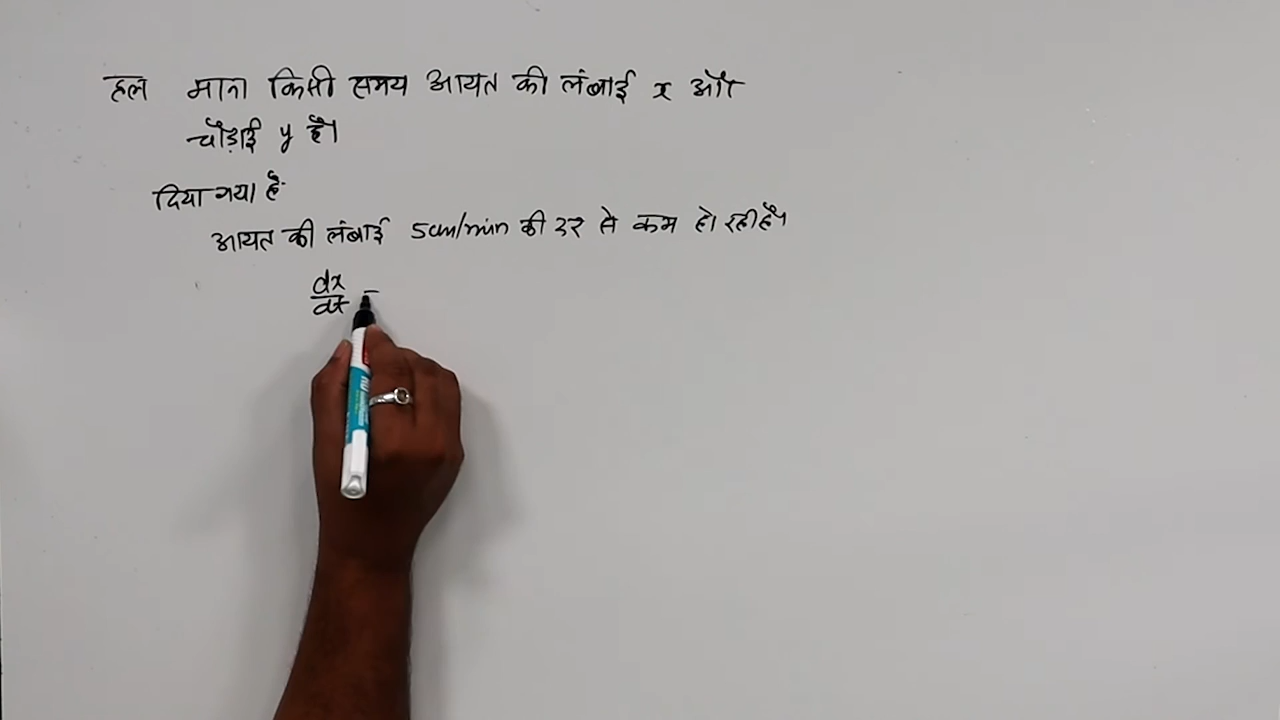 हल माना किसी समय आयत की लंबाई x और
चौड़ाई y है।
दिया गया है
आयत की लंबाई 5cm/min की दर से कम हो रही है।
dx/dt =